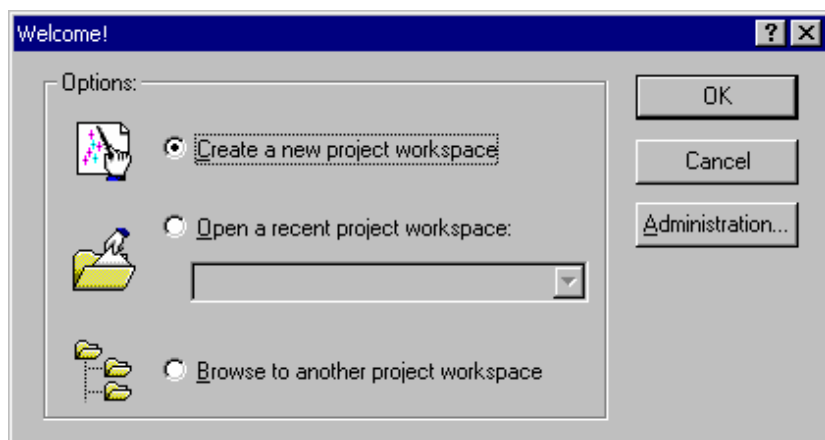 Welcome!
Options:
Create a new project workspace
Open a recent project workspace:
Browse to another project workspace
OK
Cancel
Administration...